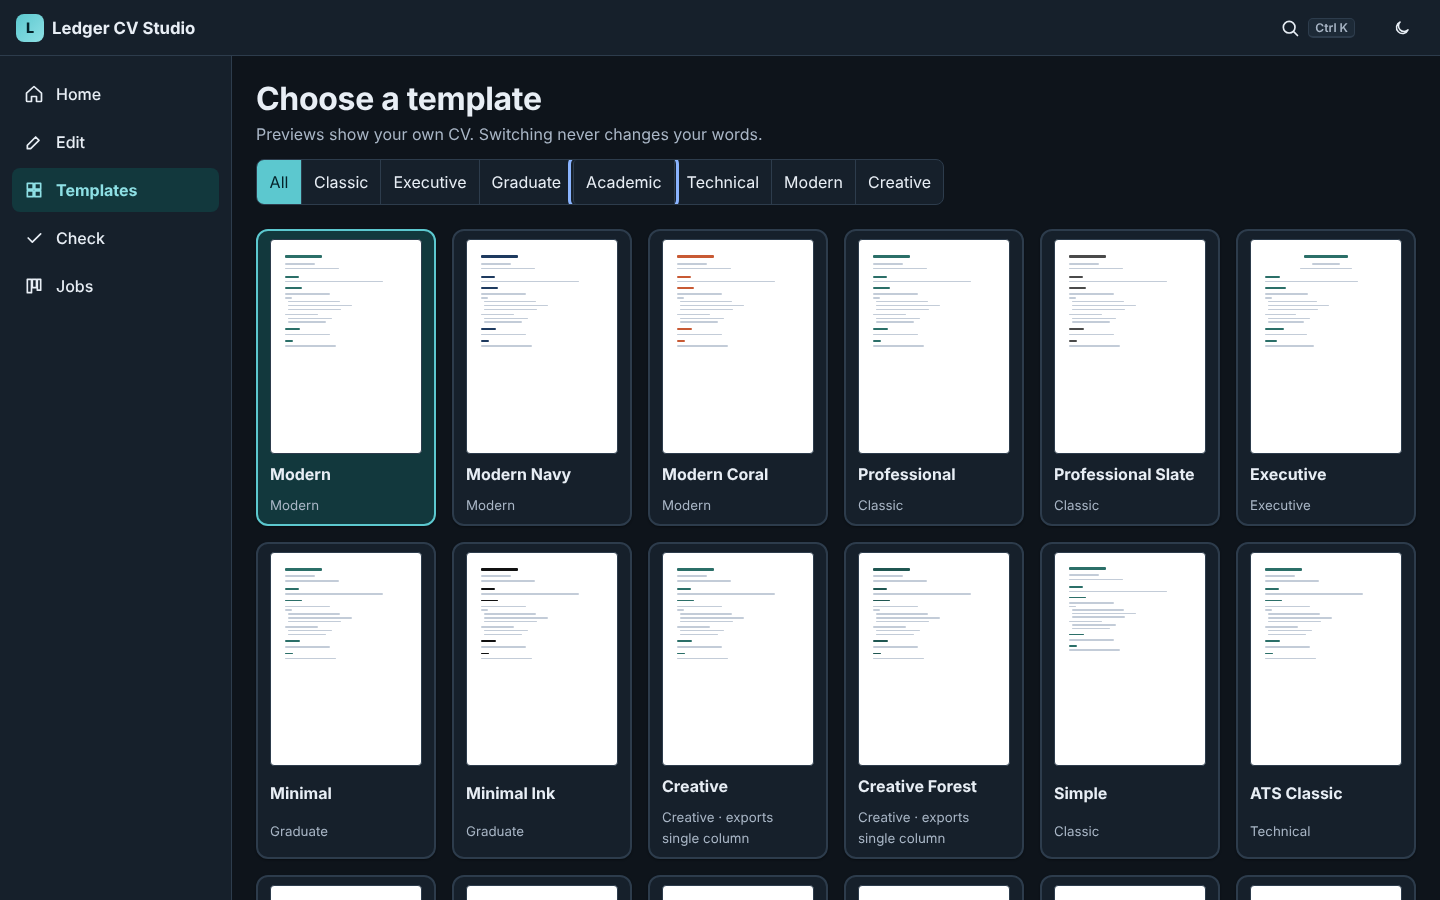 L Ledger CV Studio
Ctrl K
Home
Edit
Templates
Check
Jobs
Choose a template
Previews show your own CV. Switching never changes your words.
All Classic Executive Graduate Academic Technical Modern Creative
Modern
Modern
Modern Navy
Modern
Modern Coral
Modern
Professional
Classic
Professional Slate
Classic
Executive
Executive
Minimal
Graduate
Minimal Ink
Graduate
Creative
Creative · exports
single column
Creative Forest
Creative · exports
single column
Simple
Classic
ATS Classic
Technical